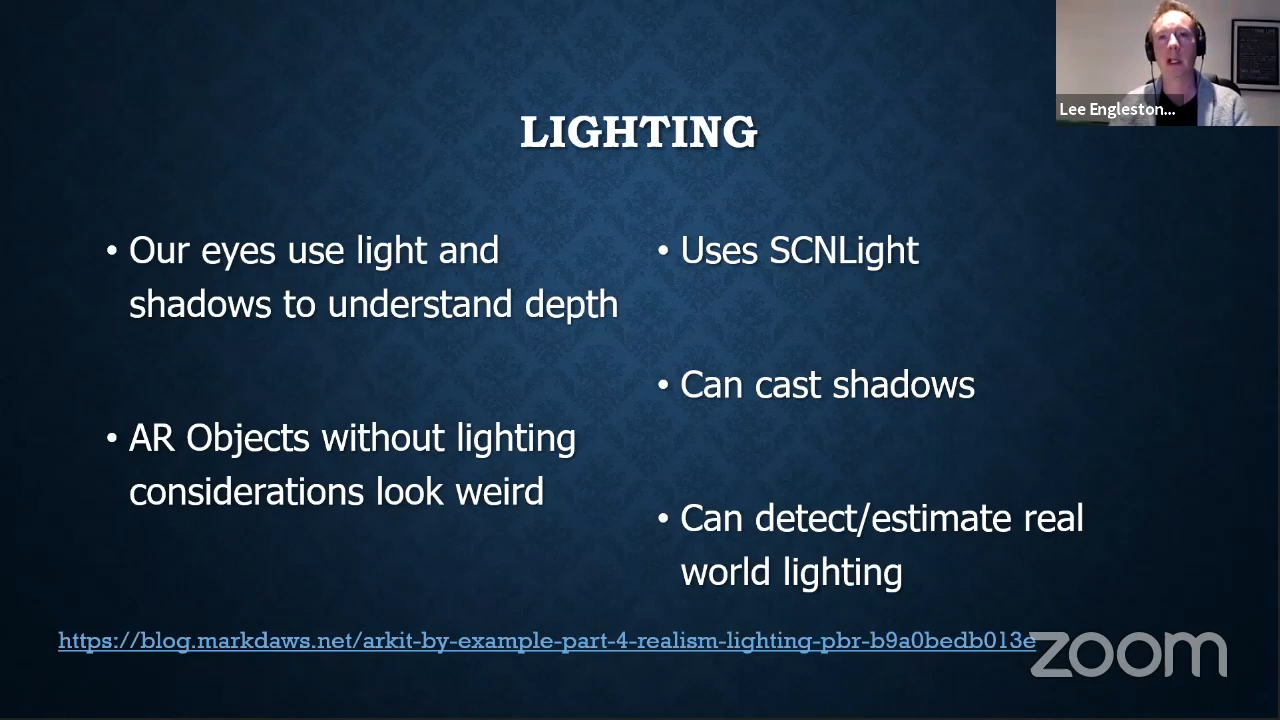 Lee Engleston...
LIGHTING
• Our eyes use light and
shadows to understand depth
• AR Objects without lighting
considerations look weird
• Uses SCNLight
• Can cast shadows
• Can detect/estimate real
world lighting
https://blog.markdaws.net/arkit-by-example-part-4-realism-lighting-pbr-b9a0bedb013e
zoom